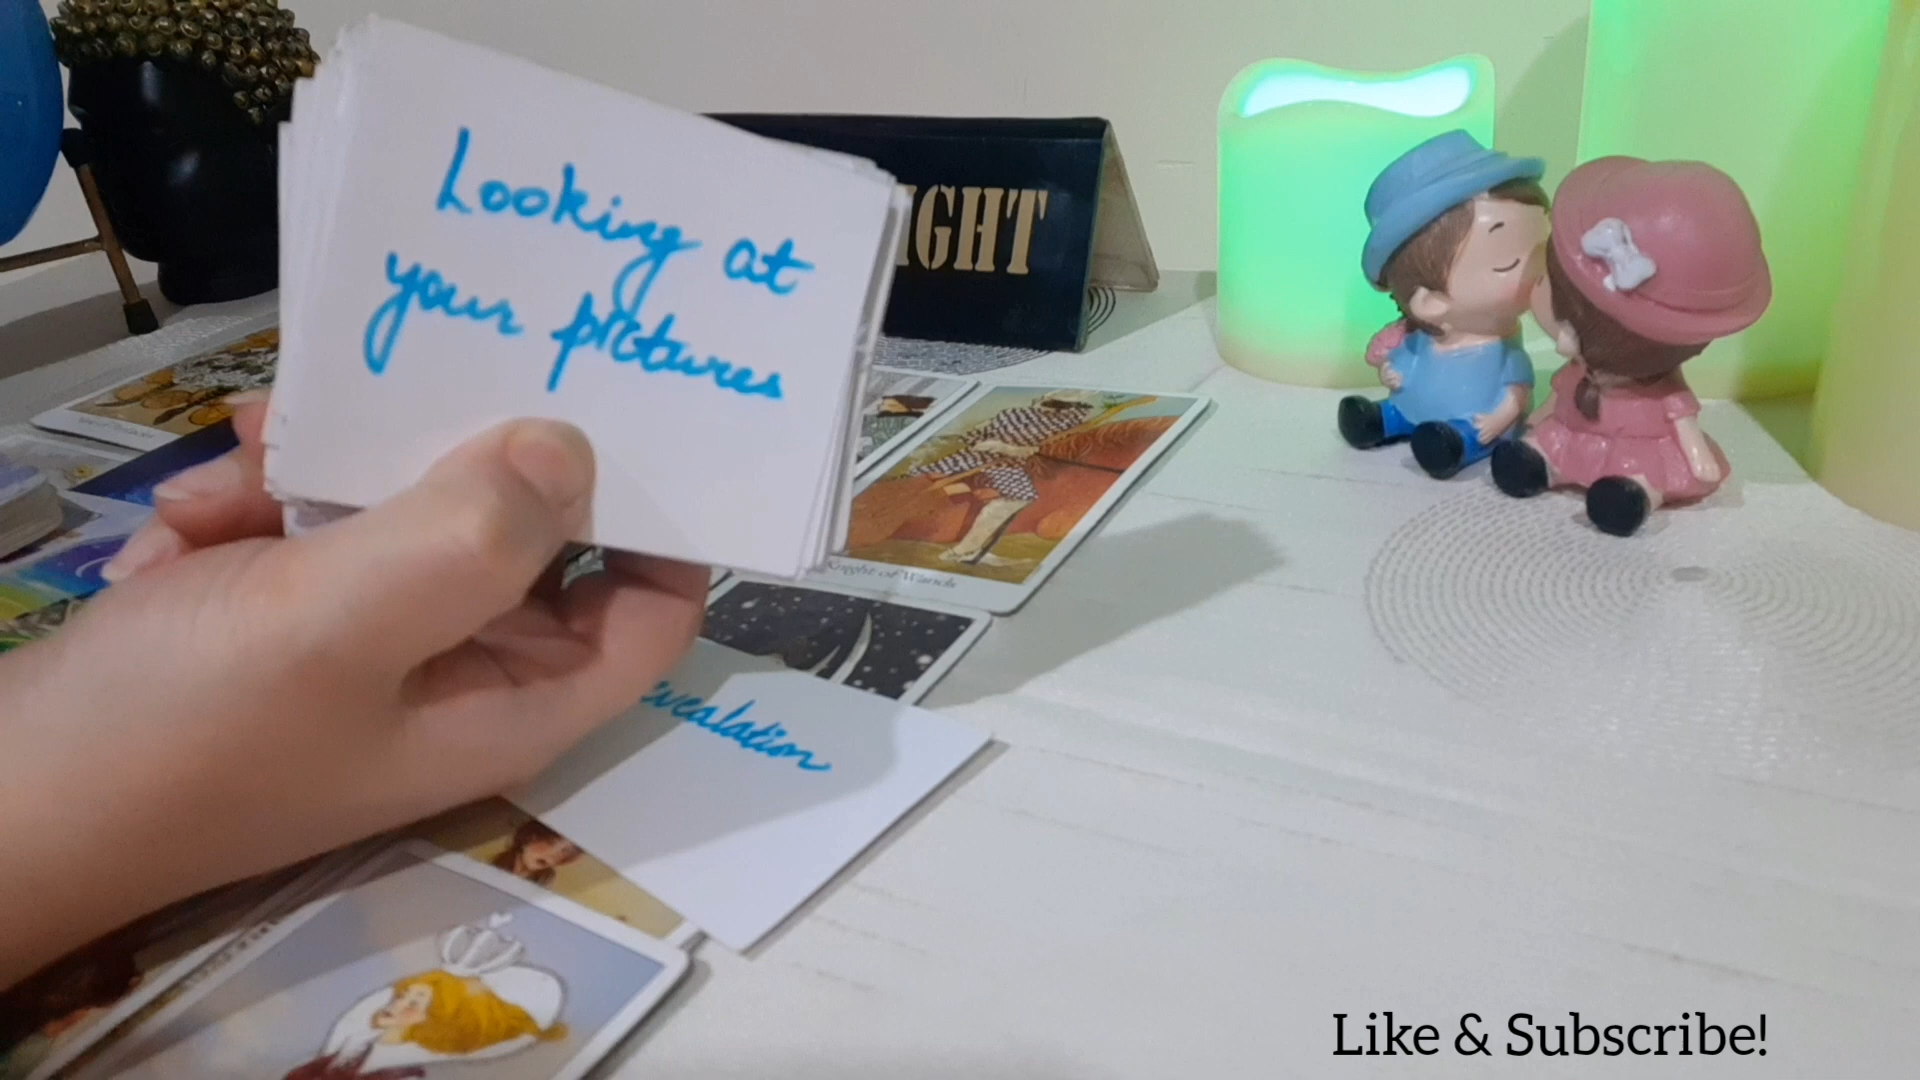 Looking at
your pictures
IGHT
Knight of Wands
evealation
Like & Subscribe!